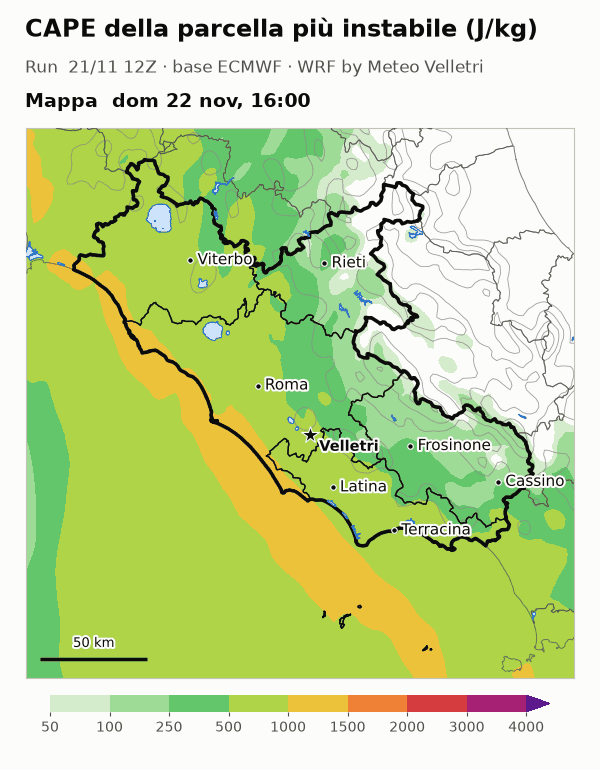 CAPE della parcella più instabile (J/kg)
Run 21/11 12Z · base ECMWF · WRF by Meteo Velletri
Mappa dom 22 nov, 16:00
Viterbo
Rieti
Roma
Velletri
Frosinone
Cassino
Latina
Terracina
50 km
50 100 250 500 1000 1500 2000 3000 4000